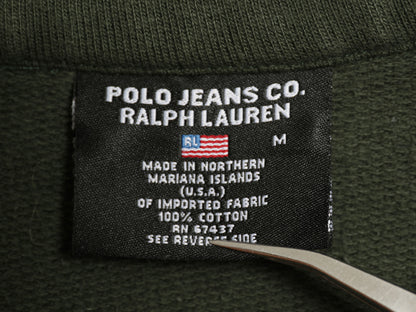 POLO JEANS CO.
RALPH LAUREN
RL
M
MADE IN NORTHERN
MARIANA ISLANDS
(U.S.A.)
OF IMPORTED FABRIC
100% COTTON
RN 67437
SEE REVERSE SIDE